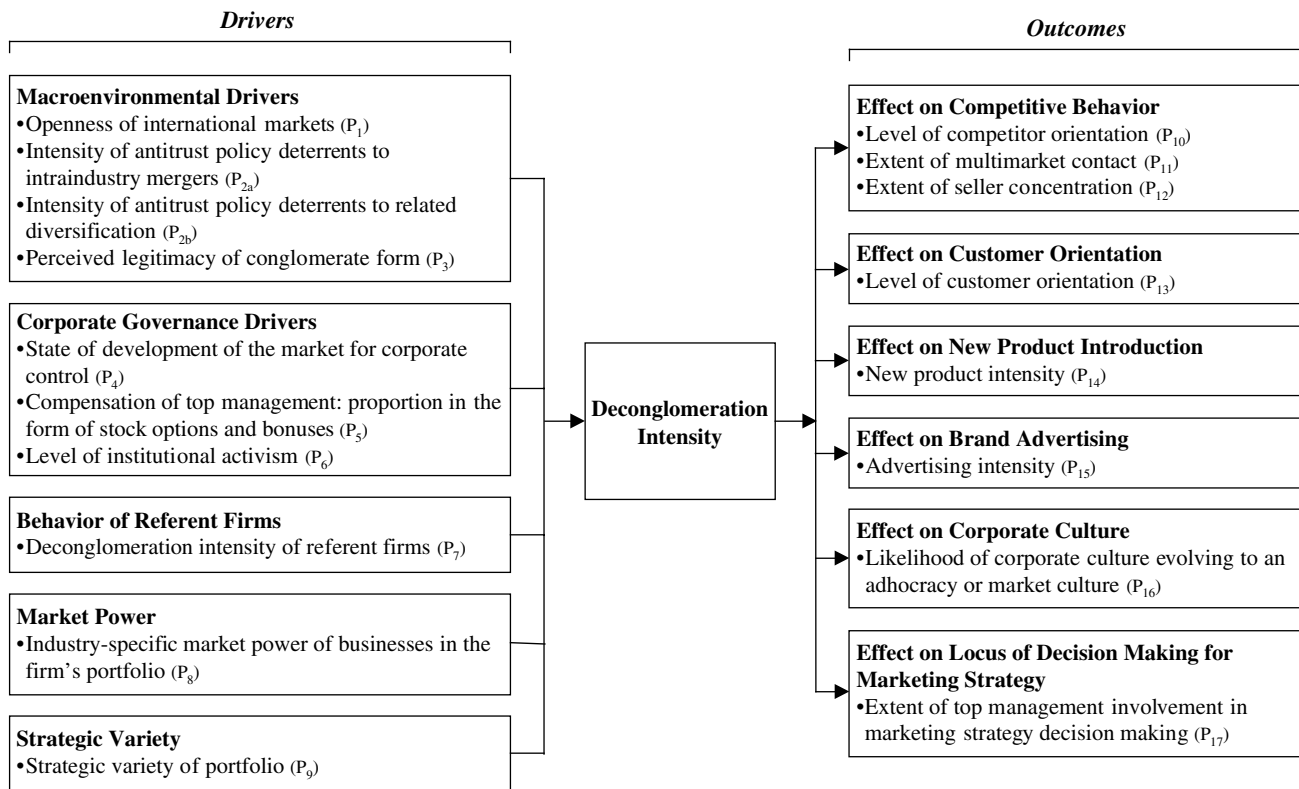 Drivers
Macroenvironmental Drivers
•Openness of international markets (P1)
•Intensity of antitrust policy deterrents to
intraindustry mergers (P2a)
•Intensity of antitrust policy deterrents to related
diversification (P2b)
•Perceived legitimacy of conglomerate form (P3)
Corporate Governance Drivers
•State of development of the market for corporate
control (P4)
•Compensation of top management: proportion in the
form of stock options and bonuses (P5)
•Level of institutional activism (P6)
Behavior of Referent Firms
•Deconglomeration intensity of referent firms (P7)
Market Power
•Industry-specific market power of businesses in the
firm’s portfolio (P8)
Strategic Variety
•Strategic variety of portfolio (P9)
Deconglomeration
Intensity
Outcomes
Effect on Competitive Behavior
•Level of competitor orientation (P10)
•Extent of multimarket contact (P11)
•Extent of seller concentration (P12)
Effect on Customer Orientation
•Level of customer orientation (P13)
Effect on New Product Introduction
•New product intensity (P14)
Effect on Brand Advertising
•Advertising intensity (P15)
Effect on Corporate Culture
•Likelihood of corporate culture evolving to an
adhocracy or market culture (P16)
Effect on Locus of Decision Making for
Marketing Strategy
•Extent of top management involvement in
marketing strategy decision making (P17)